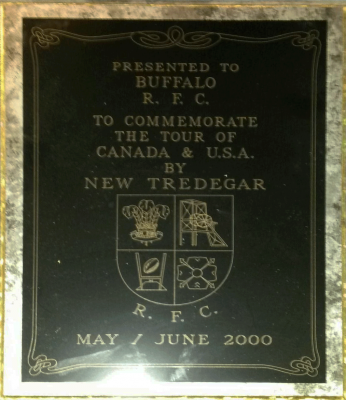 PRESENTED TO
BUFFALO
R. F. C.
TO COMMEMORATE
THE TOUR OF
CANADA & U.S.A.
BY
NEW TREDEGAR
R. F. C.
MAY / JUNE 2000